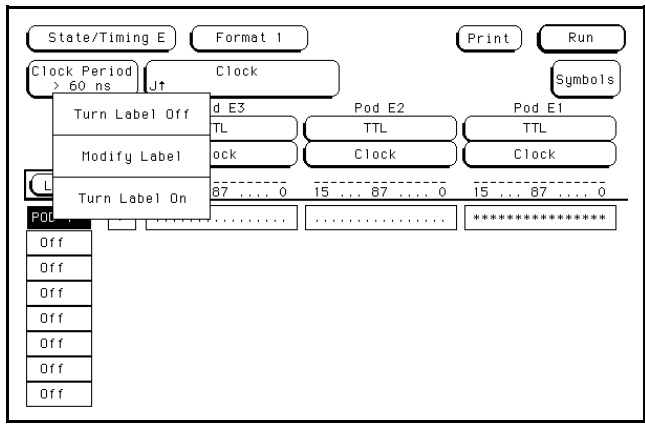 State/Timing E Format 1 Print Run
Clock Period > 60 ns
J↑ Clock
Symbols
Turn Label Off
Modify Label
Turn Label On
d E3 Pod E2 Pod E1
TL TTL TTL
ock Clock Clock
L 87 .... 0 15 ... 87 .... 0 15 ... 87 .... 0
POD . ................ ................ ****************
Off
Off
Off
Off
Off
Off
Off